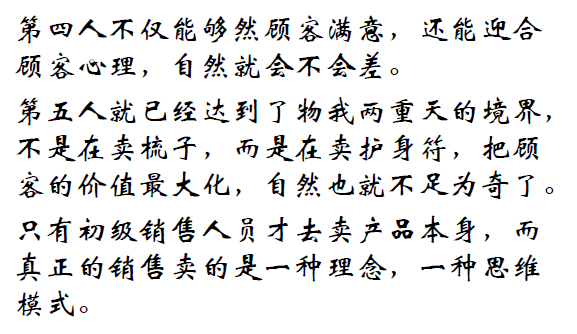 第四人不仅能够然顾客满意，还能迎合
顾客心理，自然就会不会差。
第五人就已经达到了物我两重天的境界，
不是在卖梳子，而是在卖护身符，把顾
客的价值最大化，自然也就不足为奇了。
只有初级销售人员才去卖产品本身，而
真正的销售卖的是一种理念，一种思维
模式。